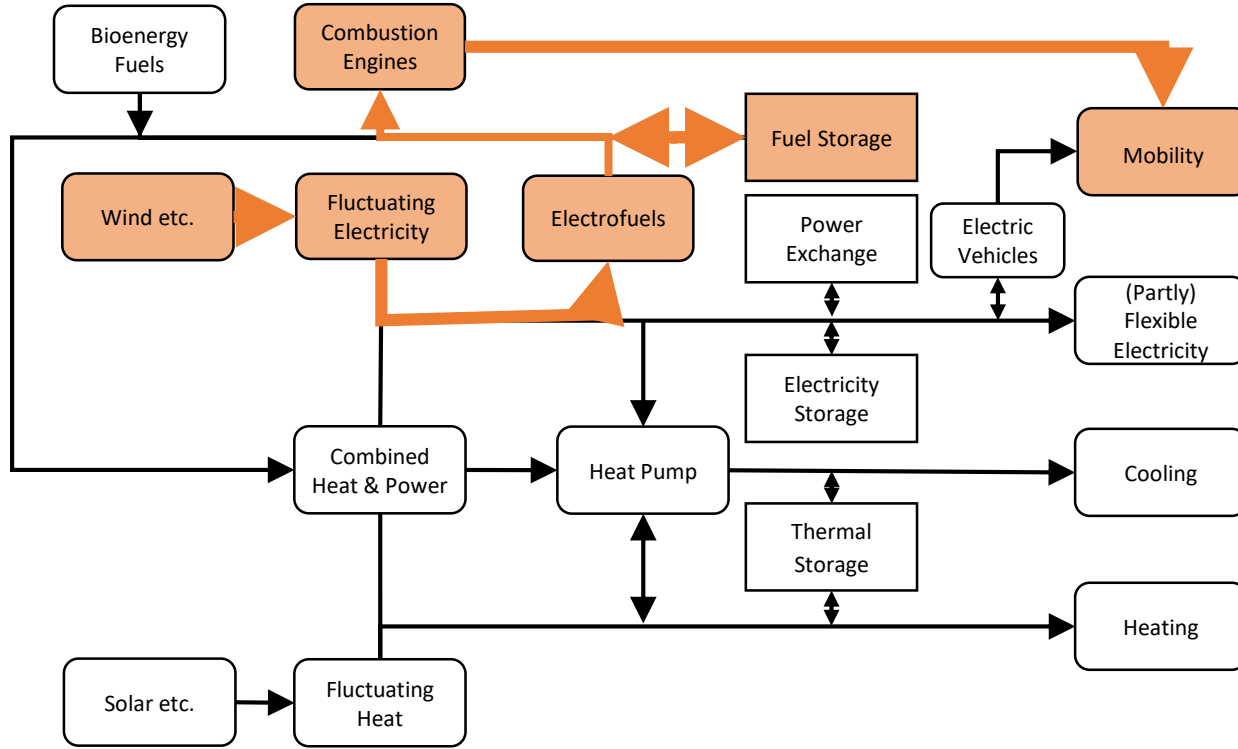 Bioenergy
Fuels
Combustion
Engines
Fuel Storage
Mobility
Wind etc.
Fluctuating
Electricity
Electrofuels
Power
Exchange
Electric
Vehicles
(Partly)
Flexible
Electricity
Electricity
Storage
Combined
Heat & Power
Heat Pump
Cooling
Thermal
Storage
Heating
Solar etc.
Fluctuating
Heat